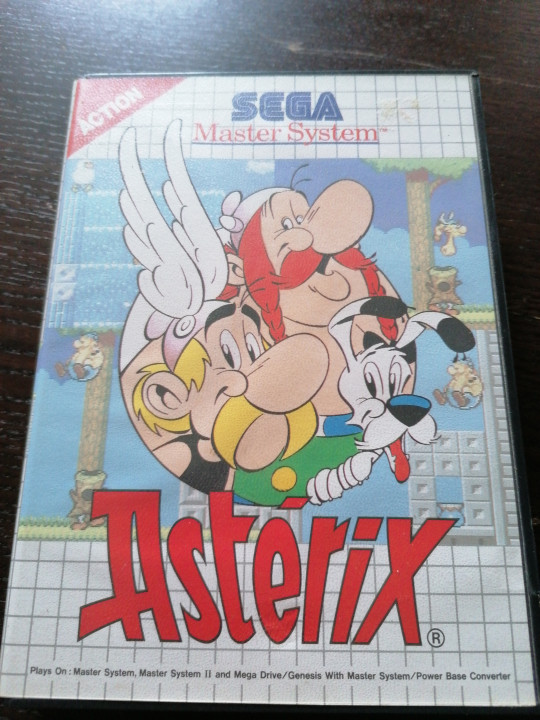 ACTION
SEGA
Master System™
Astérix®
Plays On : Master System, Master System II and Mega Drive/Genesis With Master System/Power Base Converter